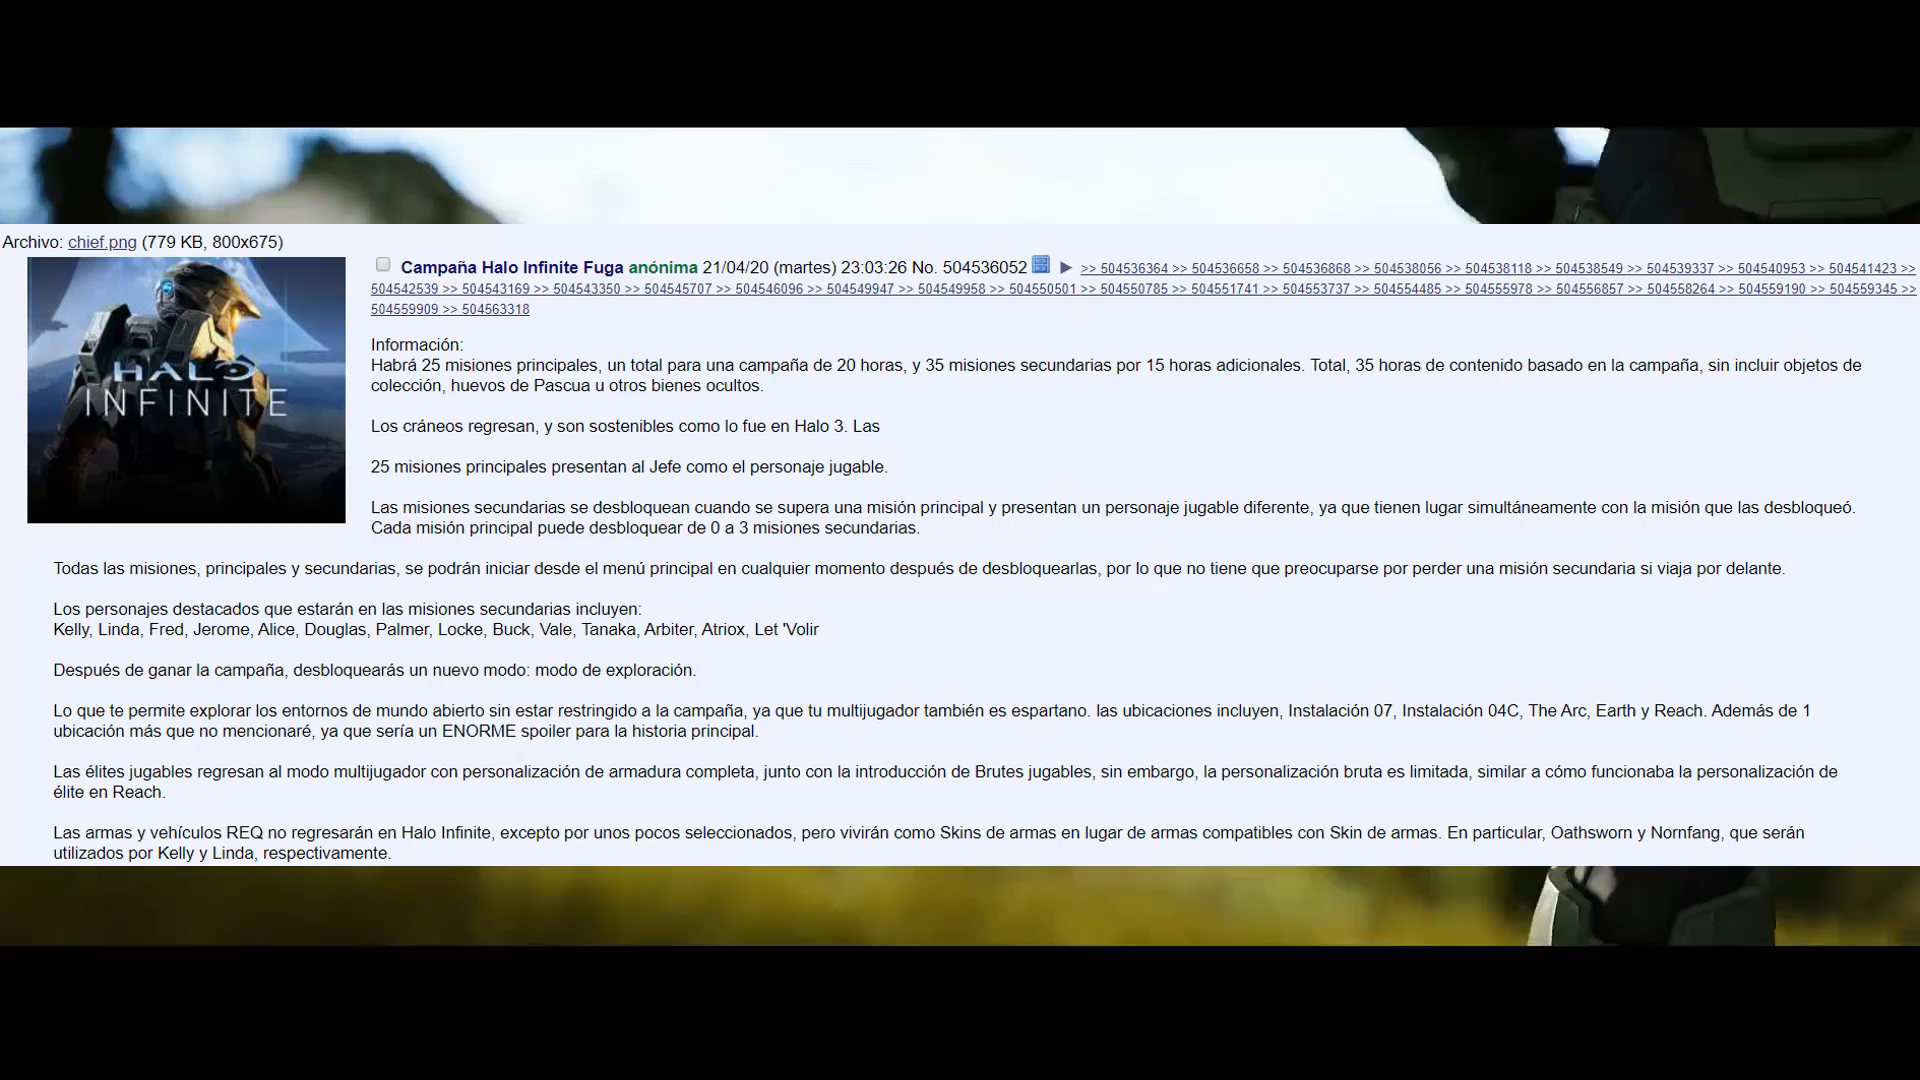 Archivo: chief.png (779 KB, 800x675)
HALO
INFINITE
Campaña Halo Infinite Fuga anónima 21/04/20 (martes) 23:03:26 No. 504536052 >> 504536364 >> 504536658 >> 504536868 >> 504538056 >> 504538118 >> 504538549 >> 504539337 >> 504540953 >> 504541423 >>
504542539 >> 504543169 >> 504543350 >> 504545707 >> 504546096 >> 504549947 >> 504549958 >> 504550501 >> 504550785 >> 504551741 >> 504553737 >> 504554485 >> 504555978 >> 504556857 >> 504558264 >> 504559190 >> 504559345 >>
504559909 >> 504563318
Información:
Habrá 25 misiones principales, un total para una campaña de 20 horas, y 35 misiones secundarias por 15 horas adicionales. Total, 35 horas de contenido basado en la campaña, sin incluir objetos de
colección, huevos de Pascua u otros bienes ocultos.
Los cráneos regresan, y son sostenibles como lo fue en Halo 3. Las
25 misiones principales presentan al Jefe como el personaje jugable.
Las misiones secundarias se desbloquean cuando se supera una misión principal y presentan un personaje jugable diferente, ya que tienen lugar simultáneamente con la misión que las desbloqueó.
Cada misión principal puede desbloquear de 0 a 3 misiones secundarias.
Todas las misiones, principales y secundarias, se podrán iniciar desde el menú principal en cualquier momento después de desbloquearlas, por lo que no tiene que preocuparse por perder una misión secundaria si viaja por delante.
Los personajes destacados que estarán en las misiones secundarias incluyen:
Kelly, Linda, Fred, Jerome, Alice, Douglas, Palmer, Locke, Buck, Vale, Tanaka, Arbiter, Atriox, Let 'Volir
Después de ganar la campaña, desbloquearás un nuevo modo: modo de exploración.
Lo que te permite explorar los entornos de mundo abierto sin estar restringido a la campaña, ya que tu multijugador también es espartano. las ubicaciones incluyen, Instalación 07, Instalación 04C, The Arc, Earth y Reach. Además de 1
ubicación más que no mencionaré, ya que sería un ENORME spoiler para la historia principal.
Las élites jugables regresan al modo multijugador con personalización de armadura completa, junto con la introducción de Brutes jugables, sin embargo, la personalización bruta es limitada, similar a cómo funcionaba la personalización de
élite en Reach.
Las armas y vehículos REQ no regresarán en Halo Infinite, excepto por unos pocos seleccionados, pero vivirán como Skins de armas en lugar de armas compatibles con Skin de armas. En particular, Oathsworn y Nornfang, que serán
utilizados por Kelly y Linda, respectivamente.